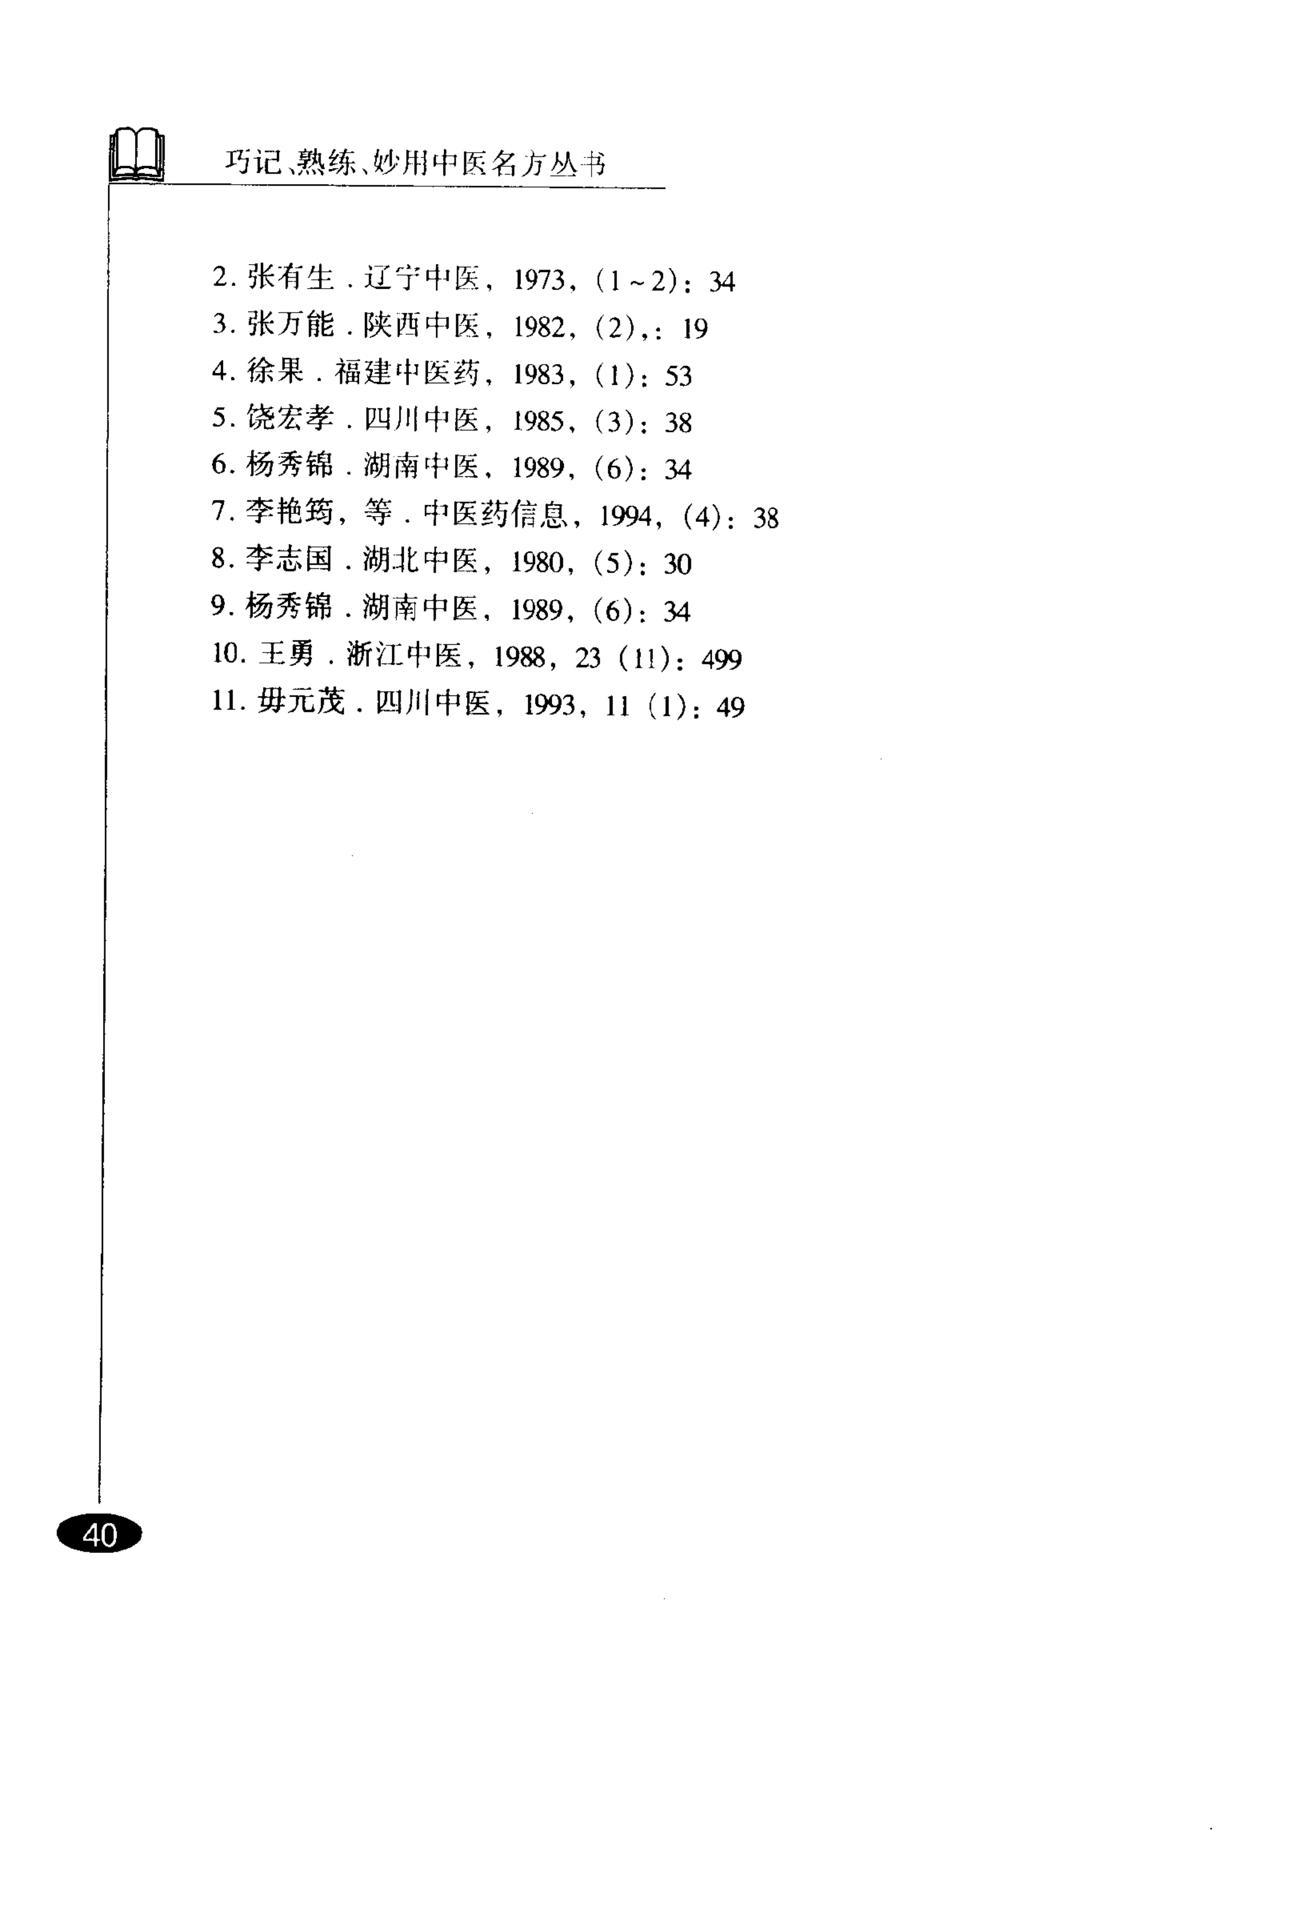 巧记、熟练、妙用中医名方丛书
2. 张有生．辽宁中医，1973，(1～2)：34
3. 张万能．陕西中医，1982，(2),：19
4. 徐果．福建中医药，1983，(1)：53
5. 饶宏孝．四川中医，1985，(3)：38
6. 杨秀锦．湖南中医，1989，(6)：34
7. 李艳筠，等．中医药信息，1994，(4)：38
8. 李志国．湖北中医，1980，(5)：30
9. 杨秀锦．湖南中医，1989，(6)：34
10. 王勇．浙江中医，1988，23 (11)：499
11. 毋元茂．四川中医，1993，11 (1)：49
40